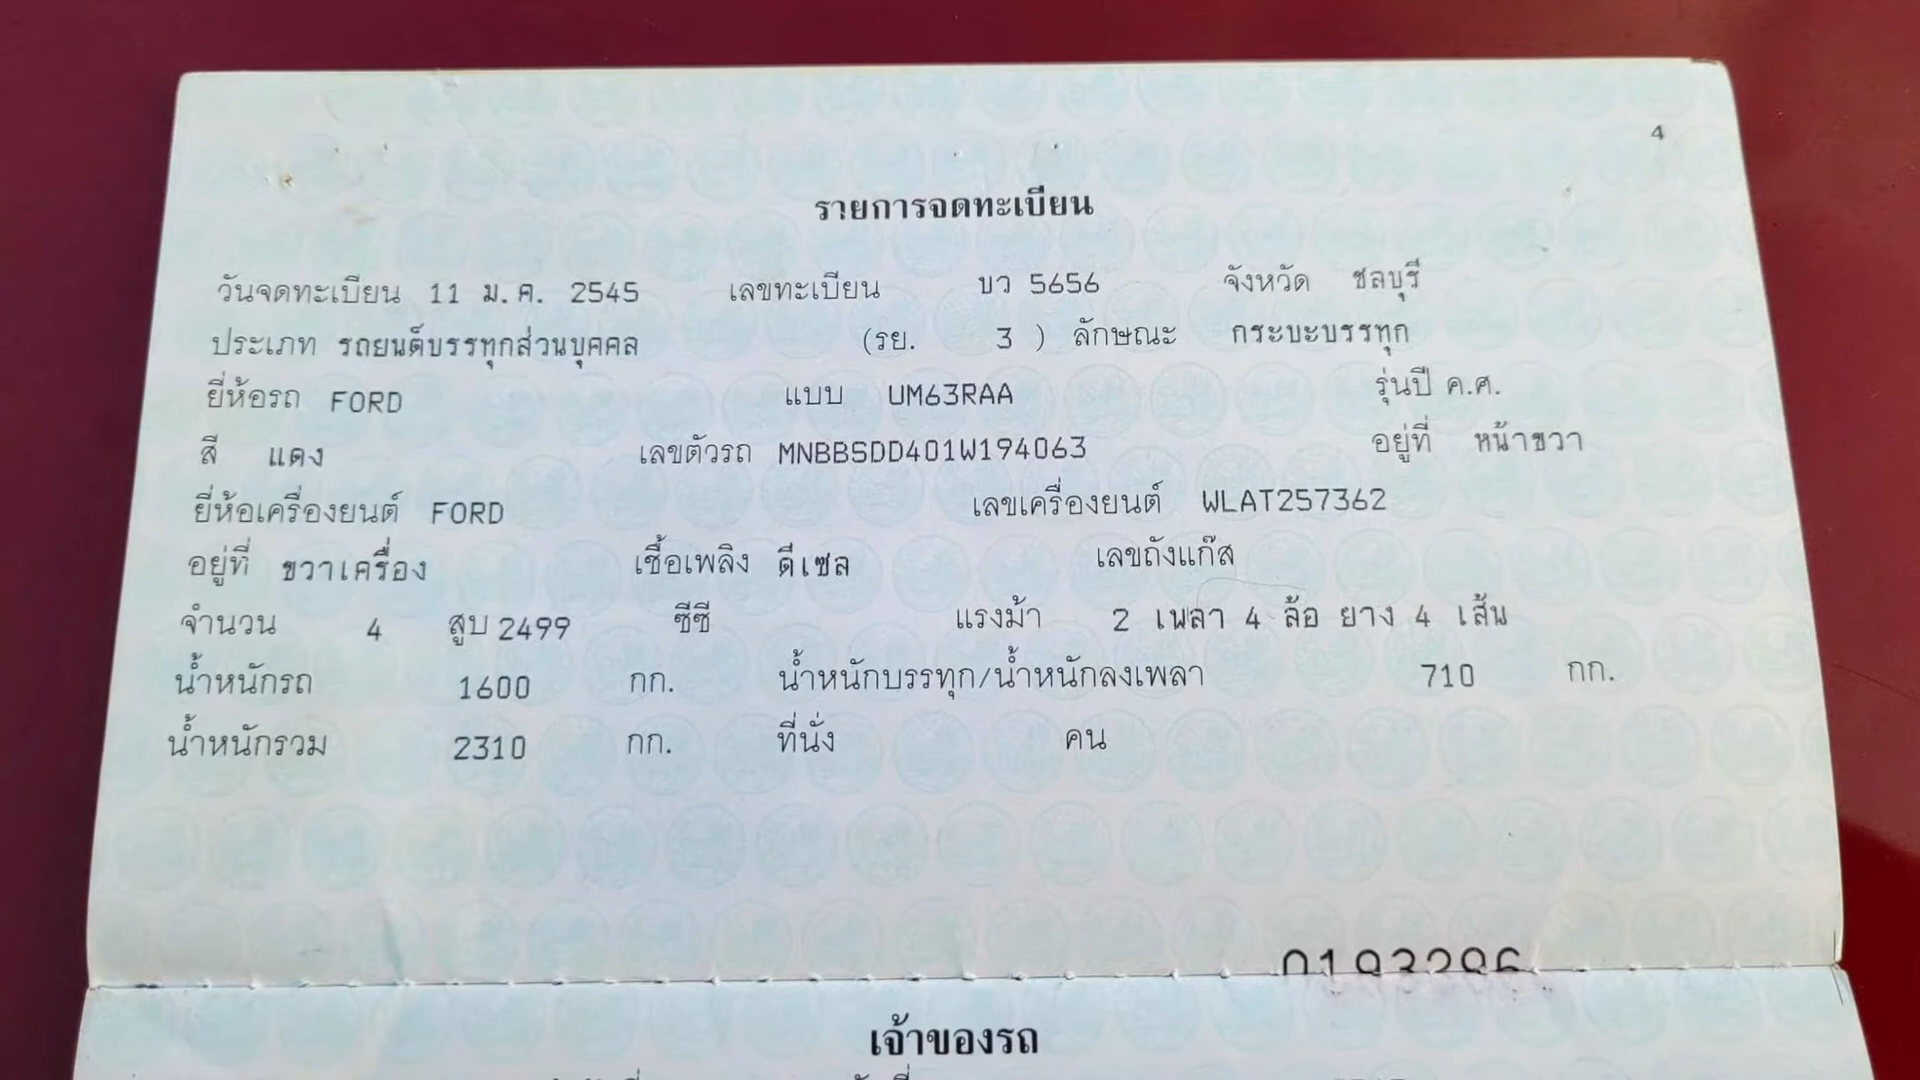 4
รายการจดทะเบียน
วันจดทะเบียน 11 ม.ค. 2545 เลขทะเบียน บว 5656 จังหวัด ชลบุรี
ประเภท รถยนต์บรรทุกส่วนบุคคล (รย. 3 ) ลักษณะ กระบะบรรทุก
ยี่ห้อรถ FORD แบบ UM63RAA รุ่นปี ค.ศ.
สี แดง เลขตัวรถ MNBBSDD401W194063 อยู่ที่ หน้าขวา
ยี่ห้อเครื่องยนต์ FORD เลขเครื่องยนต์ WLAT257362
อยู่ที่ ขวาเครื่อง เชื้อเพลิง ดีเซล เลขถังแก๊ส
จำนวน 4 สูบ 2499 ซีซี แรงม้า 2 เพลา 4 ล้อ ยาง 4 เส้น
น้ำหนักรถ 1600 กก. น้ำหนักบรรทุก/น้ำหนักลงเพลา 710 กก.
น้ำหนักรวม 2310 กก. ที่นั่ง คน
เจ้าของรถ